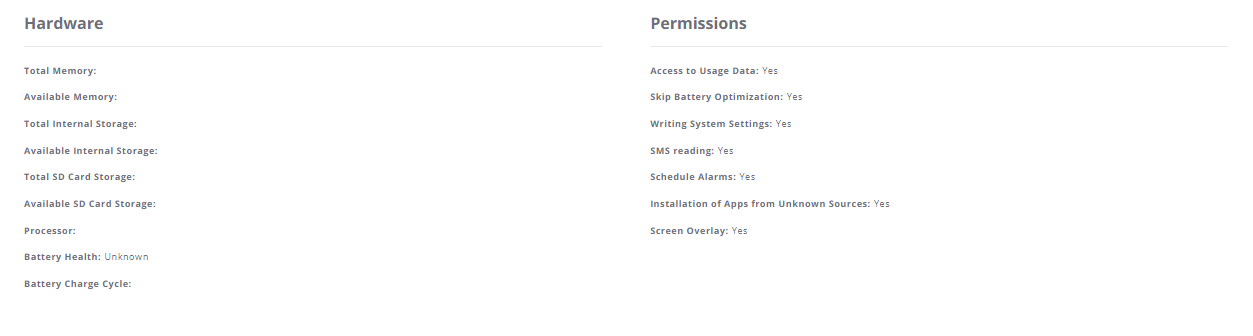 Hardware
Total Memory:
Available Memory:
Total Internal Storage:
Available Internal Storage:
Total SD Card Storage:
Available SD Card Storage:
Processor:
Battery Health: Unknown
Battery Charge Cycle:
Permissions
Access to Usage Data: Yes
Skip Battery Optimization: Yes
Writing System Settings: Yes
SMS reading: Yes
Schedule Alarms: Yes
Installation of Apps from Unknown Sources: Yes
Screen Overlay: Yes